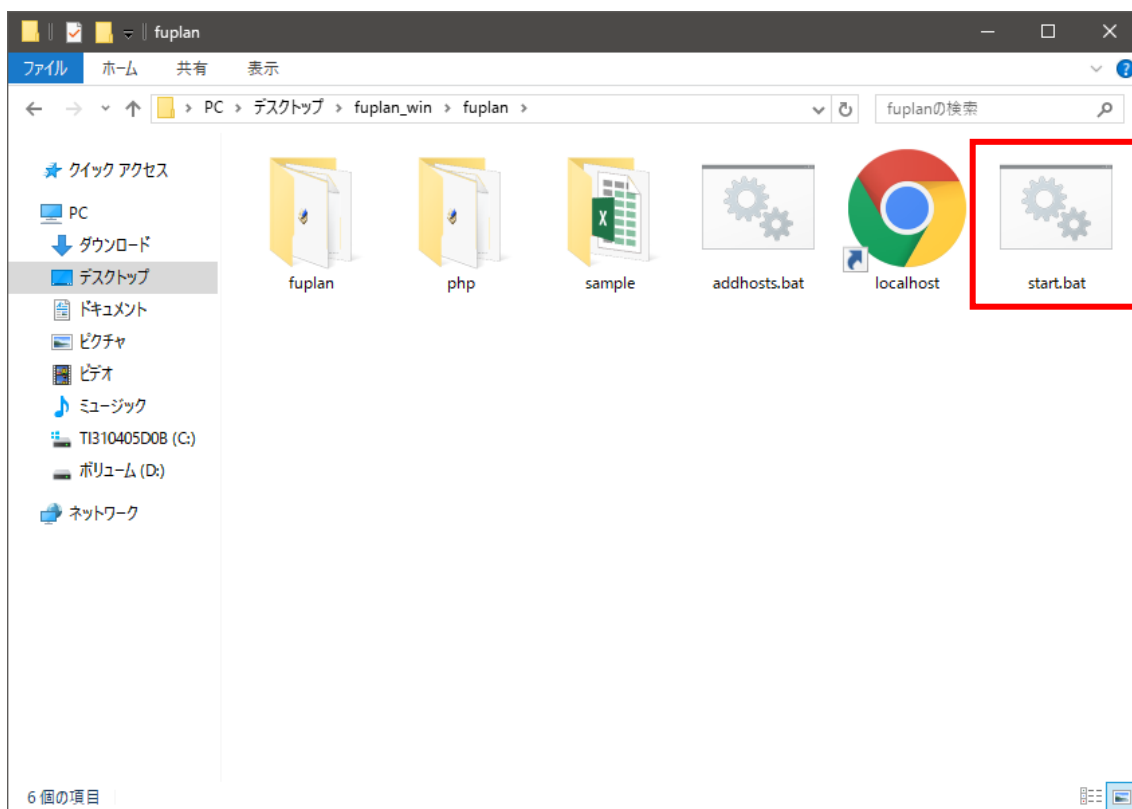 fuplan
ファイル ホーム 共有 表示
PC > デスクトップ > fuplan_win > fuplan >
fuplanの検索
クイック アクセス
PC
ダウンロード
デスクトップ
ドキュメント
ピクチャ
ビデオ
ミュージック
TI310405D0B (C:)
ボリューム (D:)
ネットワーク
fuplan php sample addhosts.bat localhost start.bat
6 個の項目